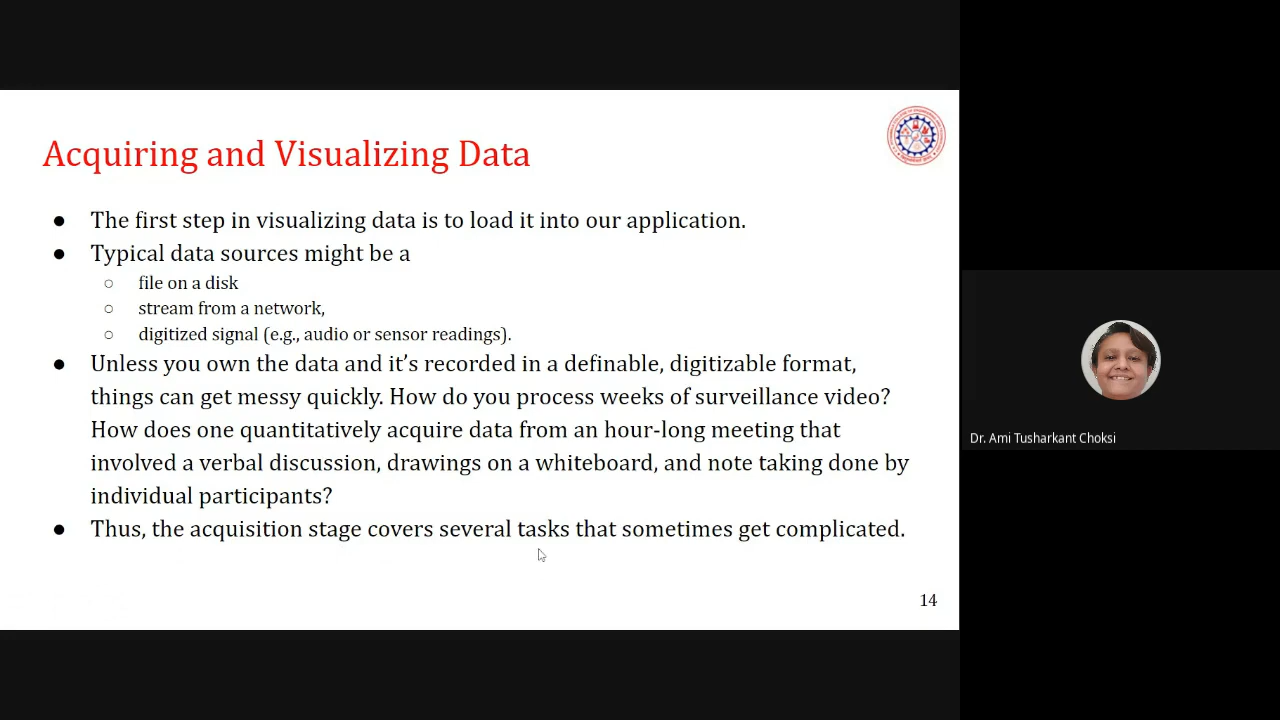 Acquiring and Visualizing Data
● The first step in visualizing data is to load it into our application.
● Typical data sources might be a
○ file on a disk
○ stream from a network,
○ digitized signal (e.g., audio or sensor readings).
● Unless you own the data and it’s recorded in a definable, digitizable format,
things can get messy quickly. How do you process weeks of surveillance video?
How does one quantitatively acquire data from an hour-long meeting that
involved a verbal discussion, drawings on a whiteboard, and note taking done by
individual participants?
● Thus, the acquisition stage covers several tasks that sometimes get complicated.
14
Dr. Ami Tusharkant Choksi